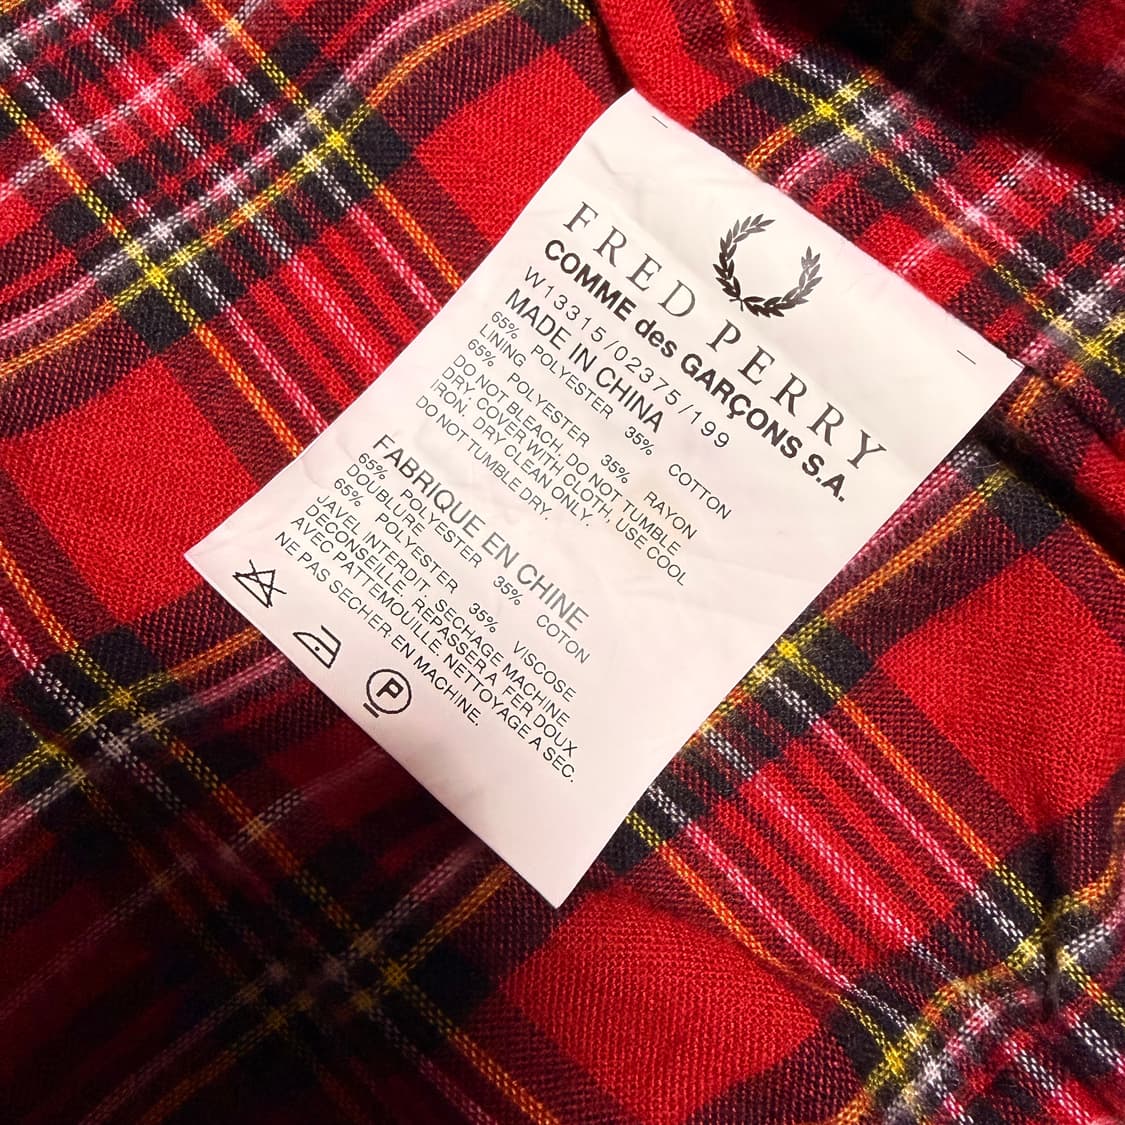 FRED PERRY
COMME des GARÇONS S.A.
W13315/02375/199
MADE IN CHINA
65% POLYESTER 35% COTTON
LINING
65% POLYESTER 35% RAYON
DO NOT BLEACH, DO NOT TUMBLE
DRY, COVER WITH CLOTH, USE COOL
IRON. DRY CLEAN ONLY.
DO NOT TUMBLE DRY.
FABRIQUE EN CHINE
65% POLYESTER 35% COTON
DOUBLURE
65% POLYESTER 35% VISCOSE
JAVEL INTERDIT, SECHAGE MACHINE
DECONSEILLE, REPASSER A FER DOUX
AVEC PATTEMOUILLE. NETTOYAGE A SEC.
NE PAS SECHER EN MACHINE.
P